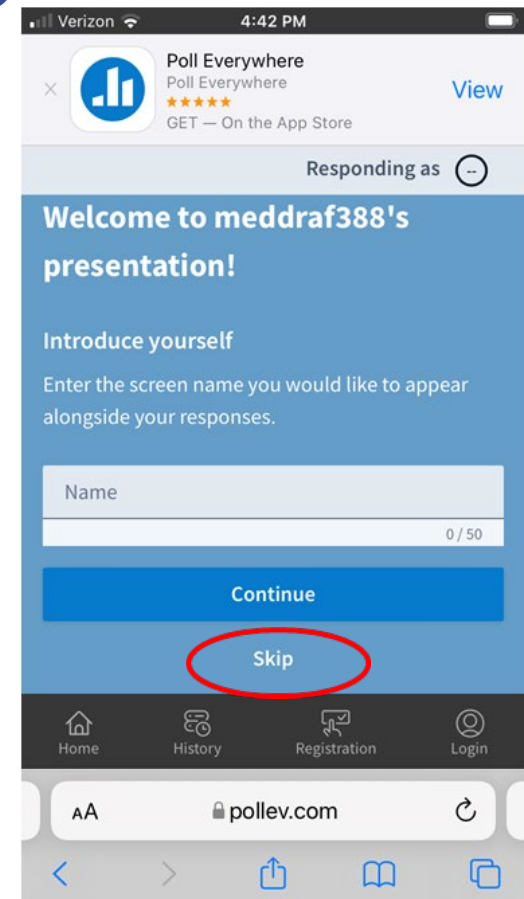 Verizon 4:42 PM
Poll Everywhere
Poll Everywhere
View
GET — On the App Store
Responding as --
Welcome to meddraf388's
presentation!
Introduce yourself
Enter the screen name you would like to appear
alongside your responses.
Name
0 / 50
Continue
Skip
Home History Registration Login
AA pollev.com